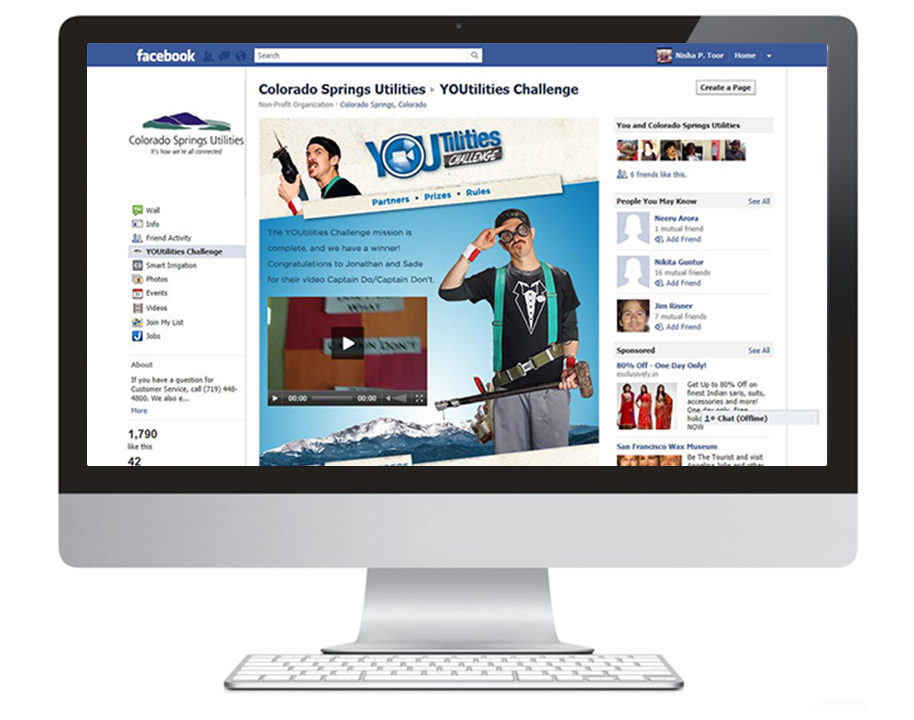 facebook
Search
Nisha P. Toor
Home
Colorado Springs Utilities
It's how we're all connected
Wall
Info
Friend Activity
YOUtilities Challenge
Smart Irrigation
Photos
Events
Videos
Join My List
Jobs
About
If you have a question for
Customer Service, call (719) 448-
4800. We also e...
More
1,790
like this
42
Colorado Springs Utilities ▸ YOUtilities Challenge
Non-Profit Organization · Colorado Springs, Colorado
Create a Page
YOUTilities
CHALLENGE
Partners • Prizes • Rules
The YOUtilities Challenge mission is
complete, and we have a winner!
Congratulations to Jonathan and Sade
for their video Captain Do/Captain Don't.
WHAT
DON'T
00:00
00:00
You and Colorado Springs Utilities
6 friends like this.
People You May Know
See All
Neeru Arora
1 mutual friend
Add Friend
Nikita Guntur
16 mutual friends
Add Friend
Jim Risner
7 mutual friends
Add Friend
Sponsored
See All
80% Off - One Day Only!
exclusively.in
Get Up to 80% Off on
finest Indian saris, suits,
accessories and more!
One day only. Free
NOW
Chat (Offline)
San Francisco Wax Museum
Be The Tourist and visit
Angelina Jolie and other